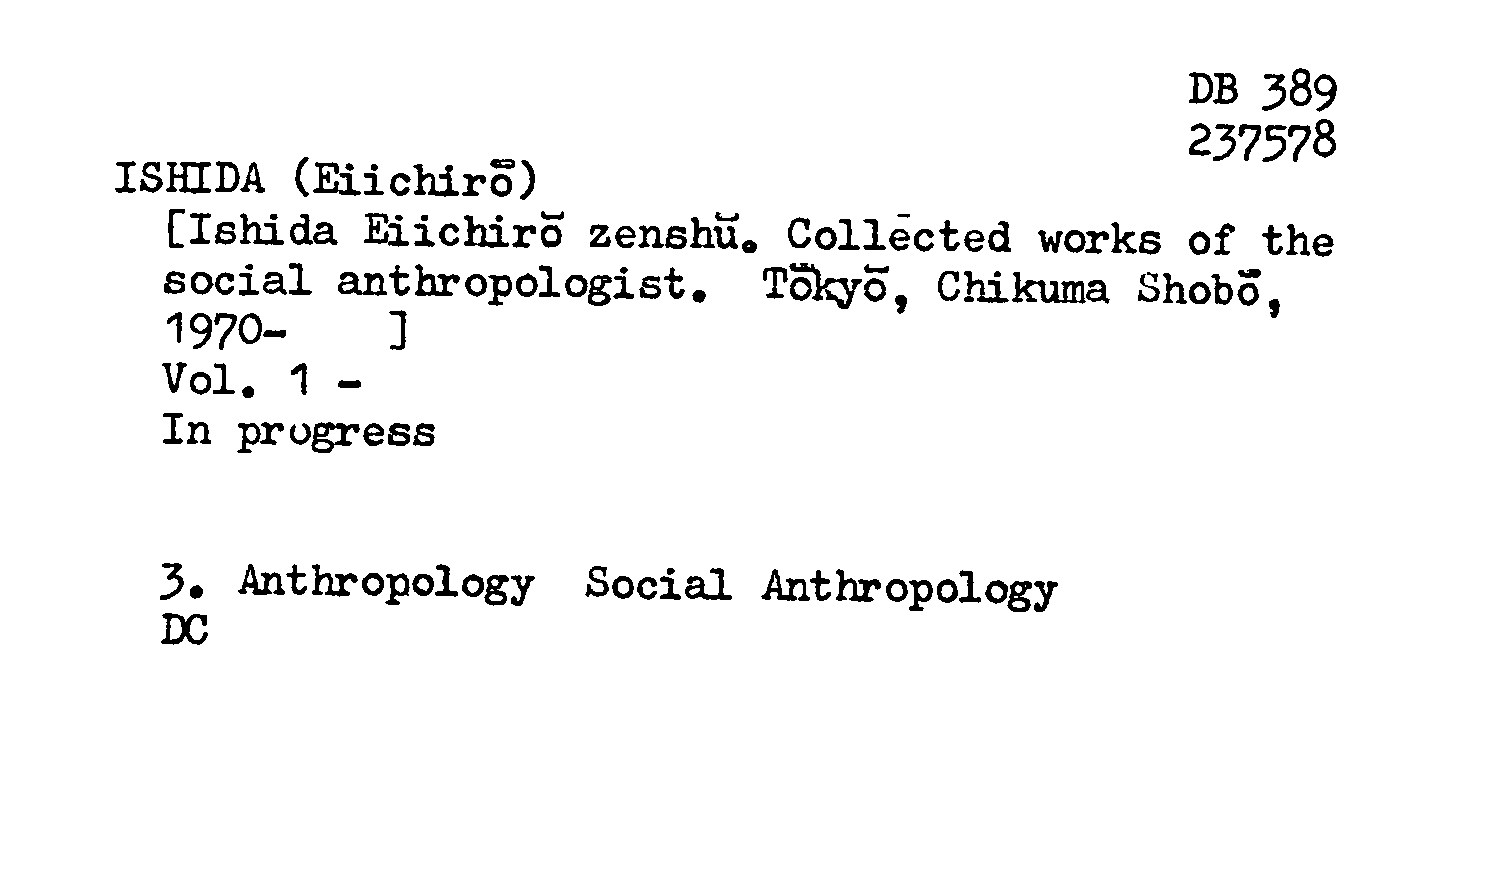 DB 389
237578
ISHIDA (Eiichirō)
[Ishida Eiichirō zenshū. Collected works of the
social anthropologist. Tōkyō, Chikuma Shobō,
1970- ]
Vol. 1 -
In progress
3. Anthropology Social Anthropology
DC